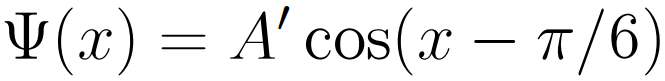 Ψ(x) = A′ cos(x − π/6)